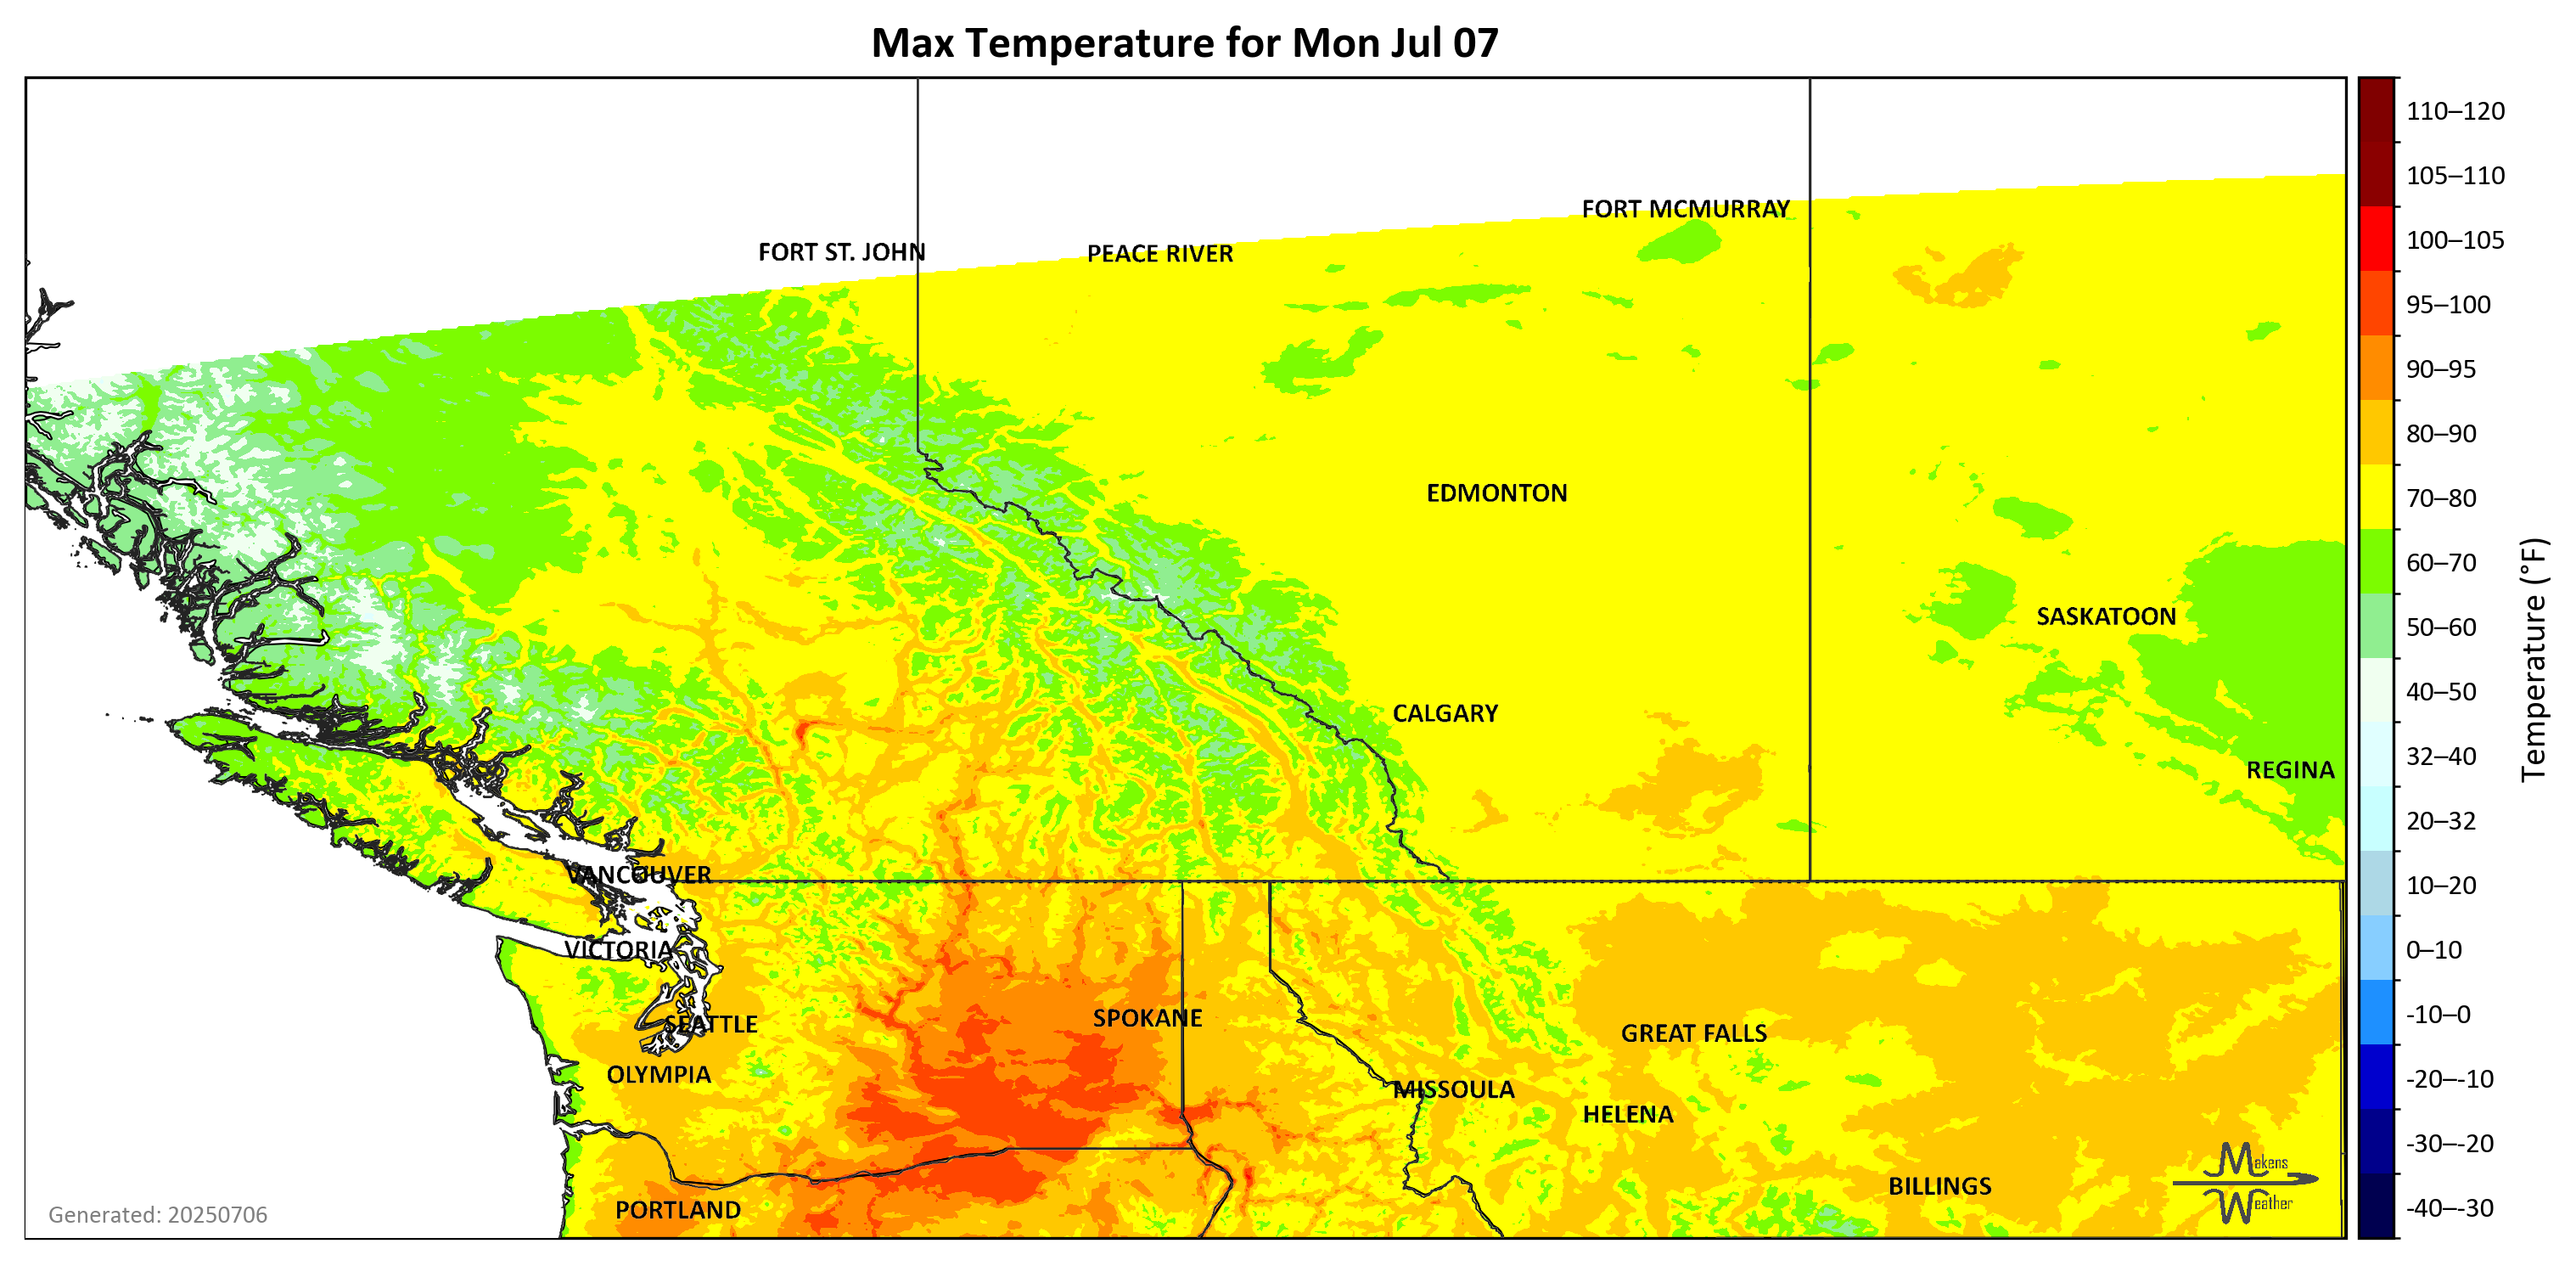 Max Temperature for Mon Jul 07
110–120
105–110
100–105
95–100
90–95
80–90
70–80
60–70
50–60
40–50
32–40
20–32
10–20
0–10
-10–0
-20–-10
-30–-20
-40–-30
Temperature (°F)
FORT MCMURRAY
FORT ST. JOHN
PEACE RIVER
EDMONTON
SASKATOON
CALGARY
REGINA
VANCOUVER
VICTORIA
SEATTLE
SPOKANE
GREAT FALLS
OLYMPIA
MISSOULA
HELENA
BILLINGS
PORTLAND
Makens
Weather
Generated: 20250706